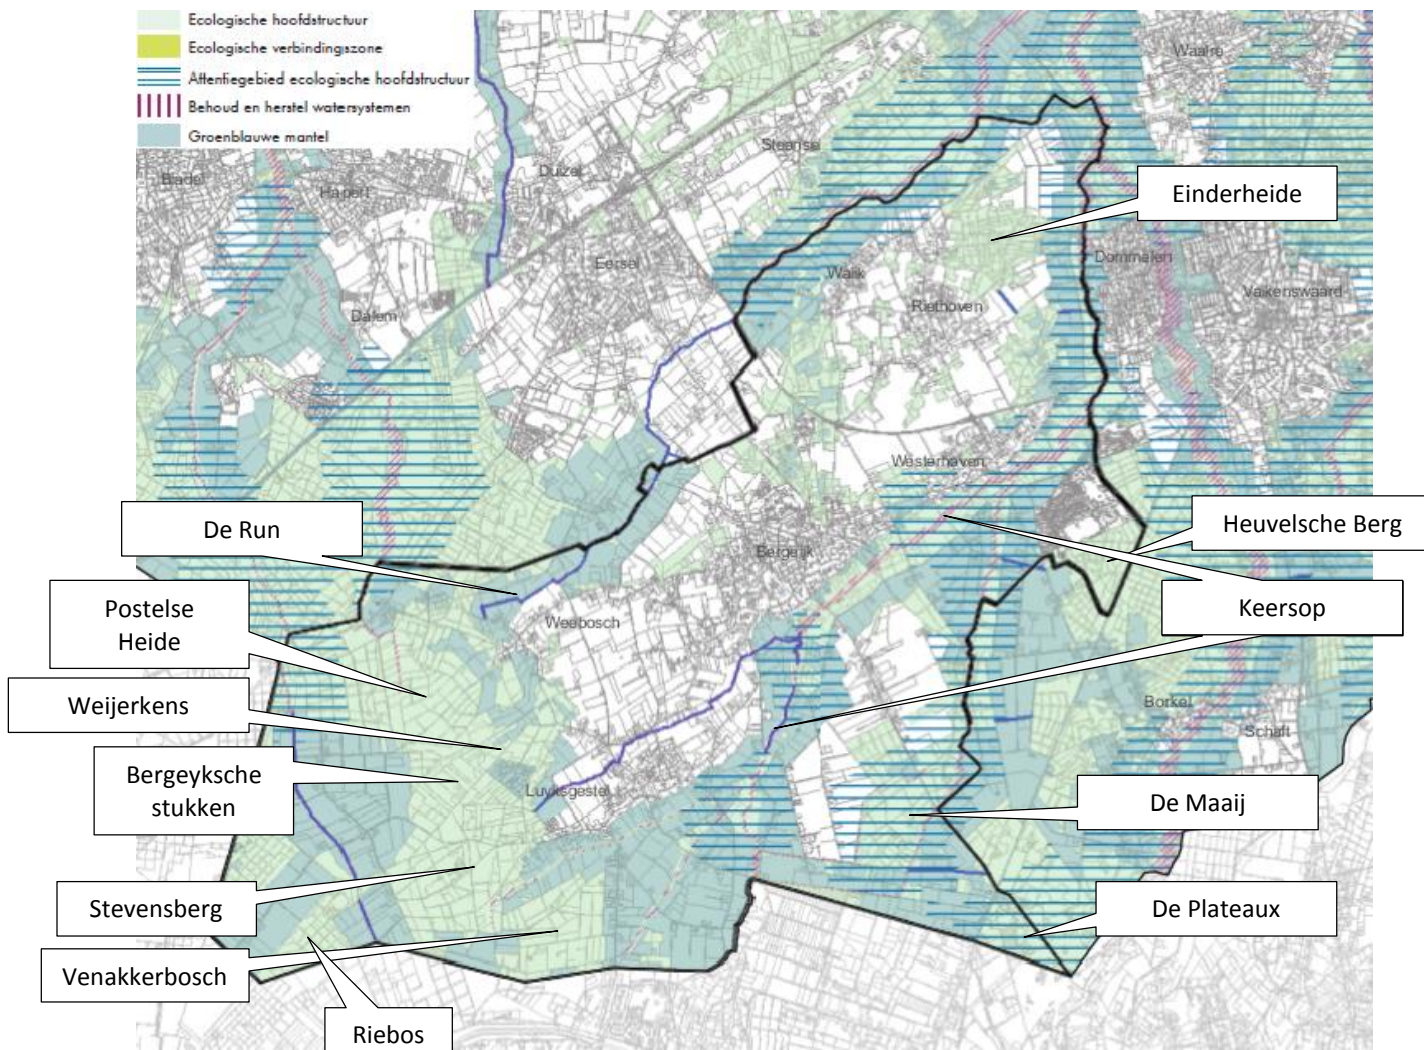 Ecologische hoofdstructuur
Ecologische verbindingszone
Attentiegebied ecologische hoofdstructuur
Behoud en herstel watersystemen
Groenblauwe mantel
Waalre
Steensel
Duizel
Bladel
Hapert
Einderheide
Eersel
Walik
Dommelen
Riethoven
Valkenswaard
Dalem
Westerhoven
De Run
Heuvelsche Berg
Bergeijk
Postelse
Heide
Keersop
Weebosch
Weijerkens
Borkel
Schaft
Bergeyksche
stukken
Luyksgestel
De Maaij
Stevensberg
De Plateaux
Venakkerbosch
Riebos